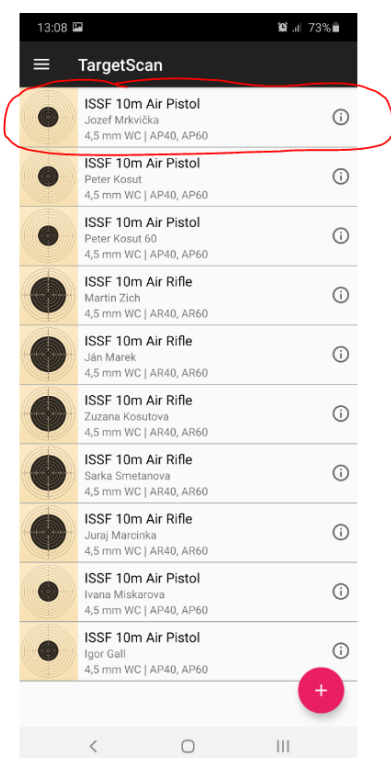 13:08 73%
TargetScan
ISSF 10m Air Pistol
Jozef Mrkvička
4,5 mm WC | AP40, AP60
ISSF 10m Air Pistol
Peter Kosut
4,5 mm WC | AP40, AP60
ISSF 10m Air Pistol
Peter Kosut 60
4,5 mm WC | AP40, AP60
ISSF 10m Air Rifle
Martin Zich
4,5 mm WC | AR40, AR60
ISSF 10m Air Rifle
Ján Marek
4,5 mm WC | AR40, AR60
ISSF 10m Air Rifle
Zuzana Kosutova
4,5 mm WC | AR40, AR60
ISSF 10m Air Rifle
Sarka Smetanova
4,5 mm WC | AR40, AR60
ISSF 10m Air Rifle
Juraj Marcinka
4,5 mm WC | AR40, AR60
ISSF 10m Air Pistol
Ivana Miskarova
4,5 mm WC | AP40, AP60
ISSF 10m Air Pistol
Igor Gall
4,5 mm WC | AP40, AP60